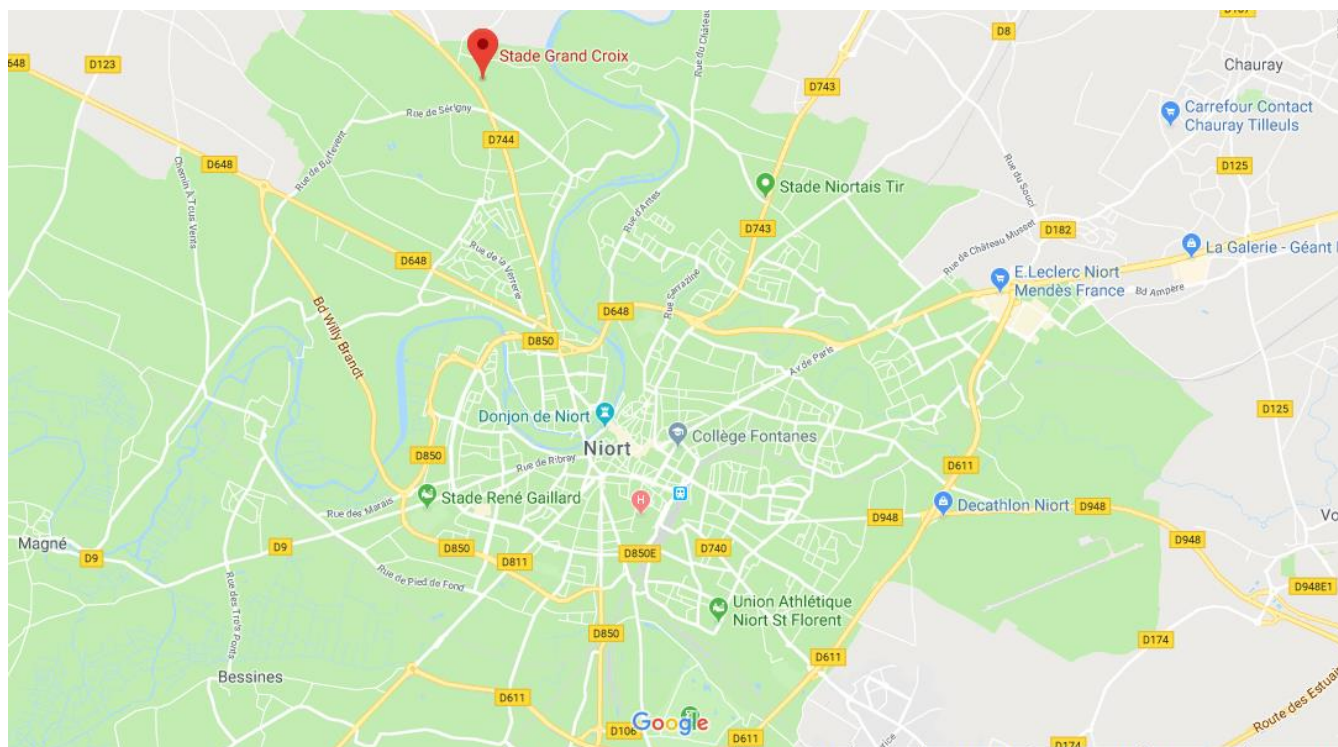 D107
D8
Stade Grand Croix
648
D123
Rue du Château
D743
Chauray
Carrefour Contact
Chauray Tilleuls
Rue de Sérigny
D744
Rue de Buffevent
D648
Chemin À Tous Vents
D125
Rue du Souci
Stade Niortais Tir
Rue d'Antes
D743
D182
Rue de Château Musset
La Galerie - Géant
D648
Rue de la Verrerie
E.Leclerc Niort
Mendès France
Bd Ampère
Rue Sarrazine
D648
Bd Willy Brandt
D850
Av. de Paris
Donjon de Niort
D125
Niort
Collège Fontanes
D850
Rue de Ribray
D611
Stade René Gaillard
H
Rue des Marais
Decathlon Niort
D948
D948
Vo
Magné
D9
D9
D850
D811
D850E
D740
D948
Rue de Pied de Fond
D948E1
Rue des Trois Ponts
Union Athlétique
Niort St Florent
D850
D174
D611
Bessines
D611
Route des Estuai
D106
Google
D611
D174